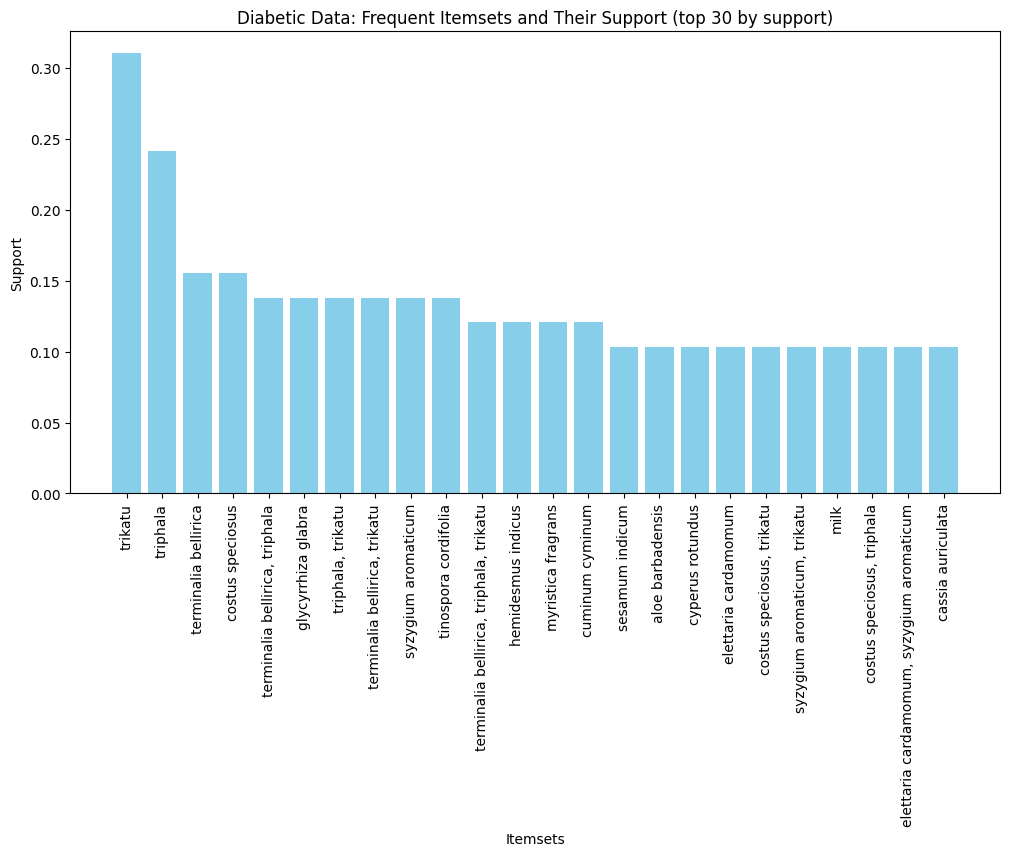 Diabetic Data: Frequent Itemsets and Their Support (top 30 by support)
Support
0.30
0.25
0.20
0.15
0.10
0.05
0.00
trikatu
triphala
terminalia bellirica
costus speciosus
terminalia bellirica, triphala
glycyrrhiza glabra
triphala, trikatu
terminalia bellirica, trikatu
syzygium aromaticum
tinospora cordifolia
terminalia bellirica, triphala, trikatu
hemidesmus indicus
myristica fragrans
cuminum cyminum
sesamum indicum
aloe barbadensis
cyperus rotundus
elettaria cardamomum
costus speciosus, trikatu
syzygium aromaticum, trikatu
milk
costus speciosus, triphala
elettaria cardamomum, syzygium aromaticum
cassia auriculata
Itemsets